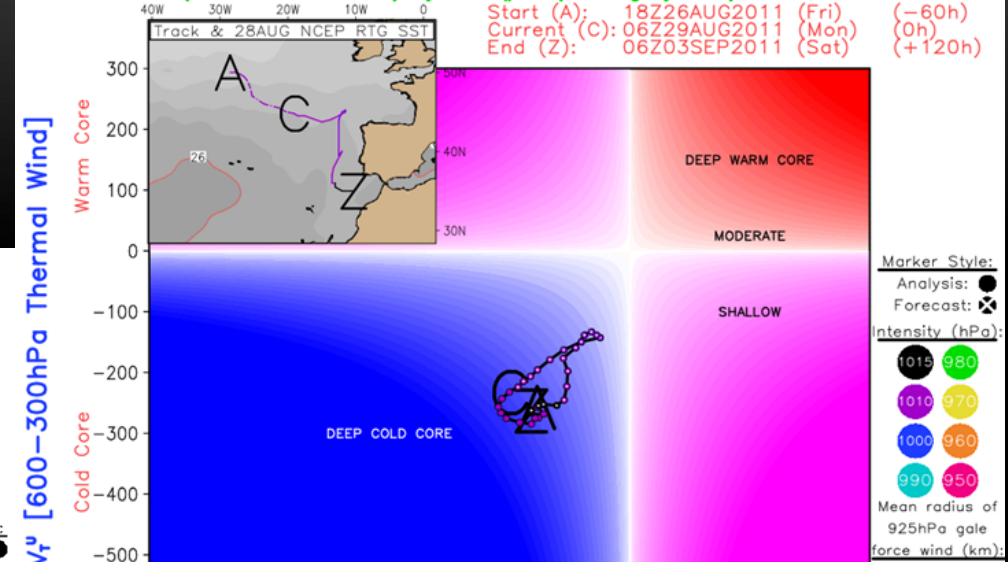 Start (A): 18Z26AUG2011 (Fri) (−60h)
Current (C): 06Z29AUG2011 (Mon) (0h)
End (Z): 06Z03SEP2011 (Sat) (+120h)
40W 30W 20W 10W 0
Track & 28AUG NCEP RTG SST
50N
40N
30N
A
C
Z
26
300
200
100
0
−100
−200
−300
−400
−500
Warm Core
Cold Core
[600−300hPa Thermal Wind]
DEEP WARM CORE
MODERATE
SHALLOW
DEEP COLD CORE
C
Z
A
Marker Style:
Analysis:
Forecast:
Intensity (hPa):
1015 980
1010 970
1000 960
990 950
Mean radius of
925hPa gale
force wind (km):